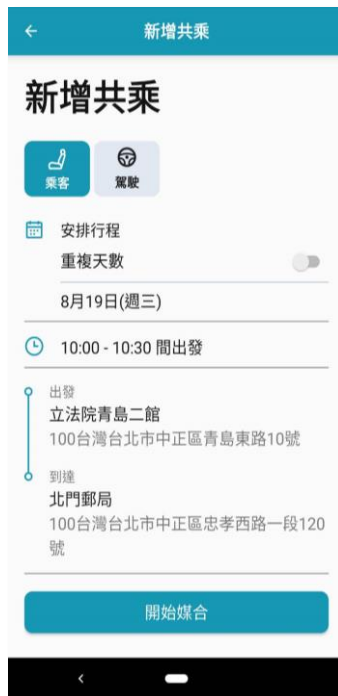 新增共乘
新增共乘
乘客
駕駛
安排行程
重複天數
8月19日(週三)
10:00 - 10:30 間出發
出發
立法院青島二館
100台灣台北市中正區青島東路10號
到達
北門郵局
100台灣台北市中正區忠孝西路一段120
號
開始媒合